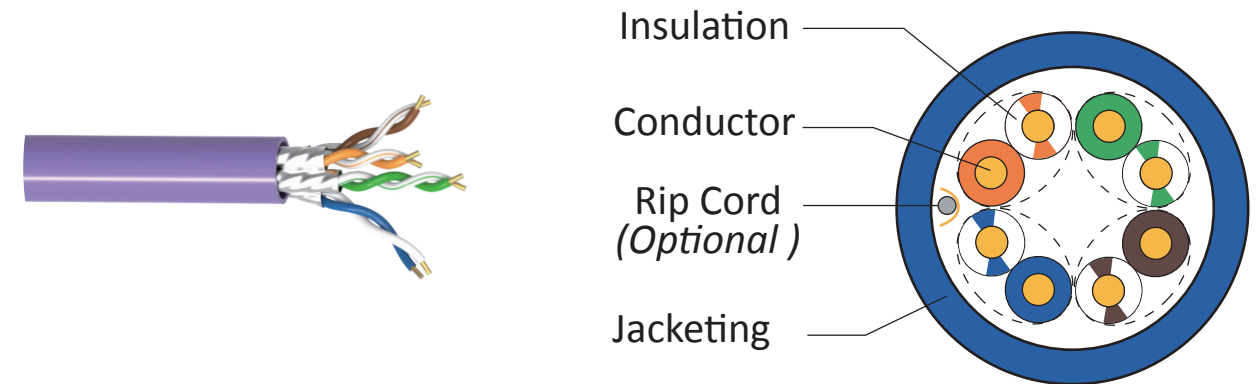 Insulation
Conductor
Rip Cord
(Optional )
Jacketing